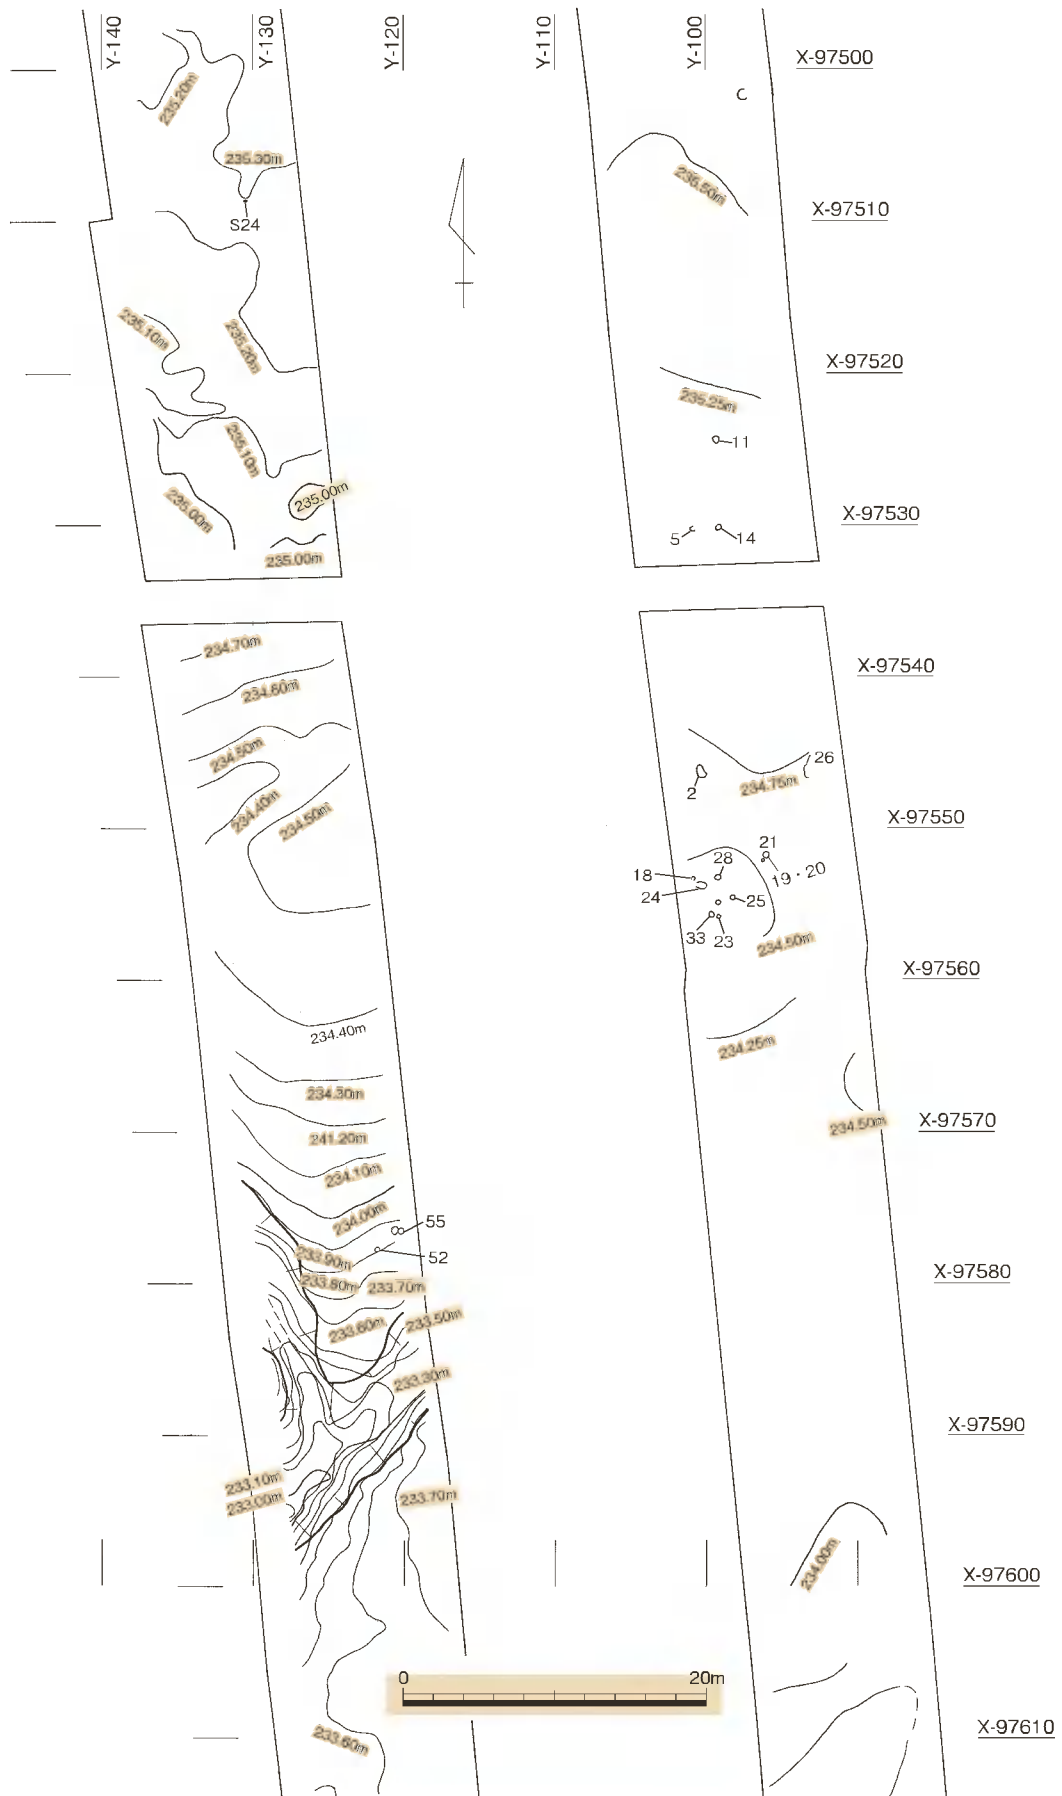 Y-140
Y-130
Y-120
Y-110
Y-100
X-97500
235.20m
235.30m
S24
236.50m
X-97510
235.10m
235.20m
X-97520
235.25m
235.10m
11
235.00m
235.00m
X-97530
5
14
235.00m
234.70m
X-97540
234.60m
234.50m
26
2
234.75m
234.40m
234.50m
X-97550
21
28
18
19・20
24
25
33
23
234.50m
X-97560
234.40m
234.25m
234.30m
234.50m
X-97570
241.20m
234.10m
234.00m
55
52
233.90m
X-97580
233.80m
233.70m
233.60m
233.50m
233.30m
X-97590
233.10m
233.00m
233.70m
234.00m
X-97600
0
20m
X-97610
233.60m